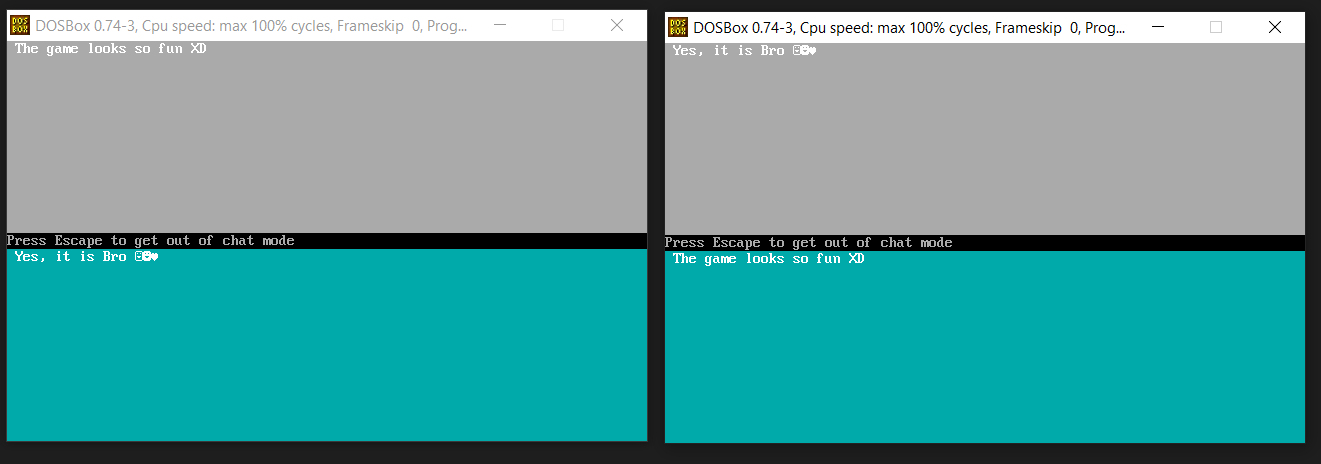 DOSBox 0.74-3, Cpu speed: max 100% cycles, Frameskip 0, Prog...
The game looks so fun XD
Press Escape to get out of chat mode
Yes, it is Bro ☺☻♥
DOSBox 0.74-3, Cpu speed: max 100% cycles, Frameskip 0, Prog...
Yes, it is Bro ☺☻♥
Press Escape to get out of chat mode
The game looks so fun XD